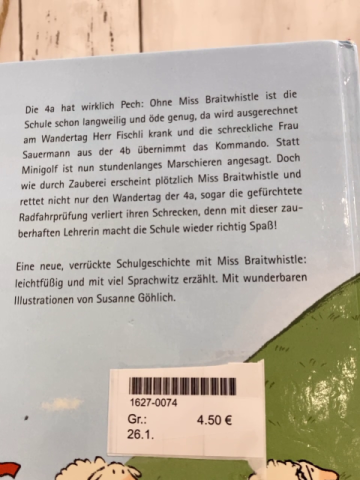 Die 4a hat wirklich Pech: Ohne Miss Braitwhistle ist die
Schule schon langweilig und öde genug, da wird ausgerechnet
am Wandertag Herr Fischli krank und die schreckliche Frau
Sauermann aus der 4b übernimmt das Kommando. Statt
Minigolf ist nun stundenlanges Marschieren angesagt. Doch
wie durch Zauberei erscheint plötzlich Miss Braitwhistle und
rettet nicht nur den Wandertag der 4a, sogar die gefürchtete
Radfahrprüfung verliert ihren Schrecken, denn mit dieser zau-
berhaften Lehrerin macht die Schule wieder richtig Spaß!
Eine neue, verrückte Schulgeschichte mit Miss Braitwhistle:
leichtfüßig und mit viel Sprachwitz erzählt. Mit wunderbaren
Illustrationen von Susanne Göhlich.
1627-0074
Gr.: 4.50 €
26.1.